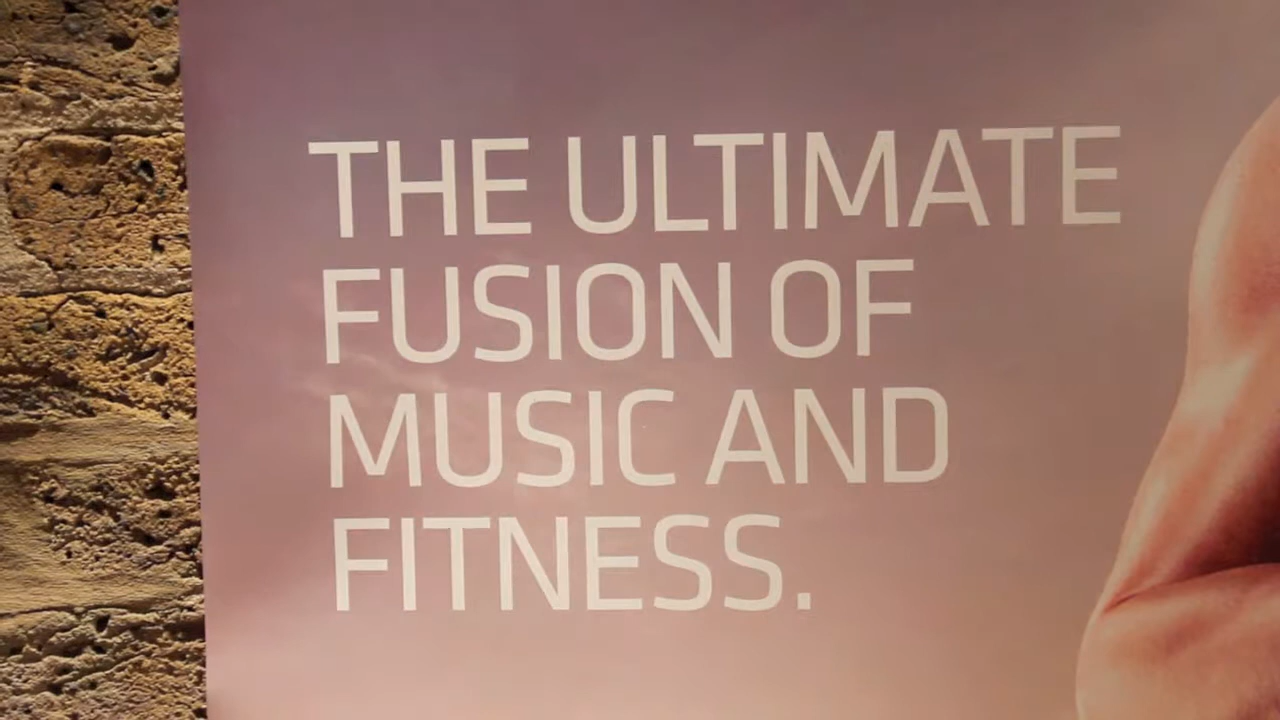 THE ULTIMATE
FUSION OF
MUSIC AND
FITNESS.